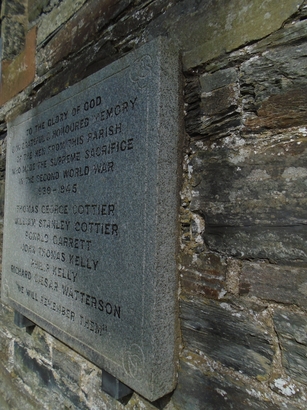 TO THE GLORY OF GOD
AND GRATEFUL & HONOURED MEMORY
OF THE MEN FROM THIS PARISH
WHO MADE THE SUPREME SACRIFICE
IN THE SECOND WORLD WAR
1939-1945
THOMAS GEORGE COTTIER
WILLIAM STANLEY COTTIER
RONALD GARRETT
JOHN THOMAS KELLY
PHILIP KELLY
RICHARD CAESAR WATTERSON
"WE WILL REMEMBER THEM"